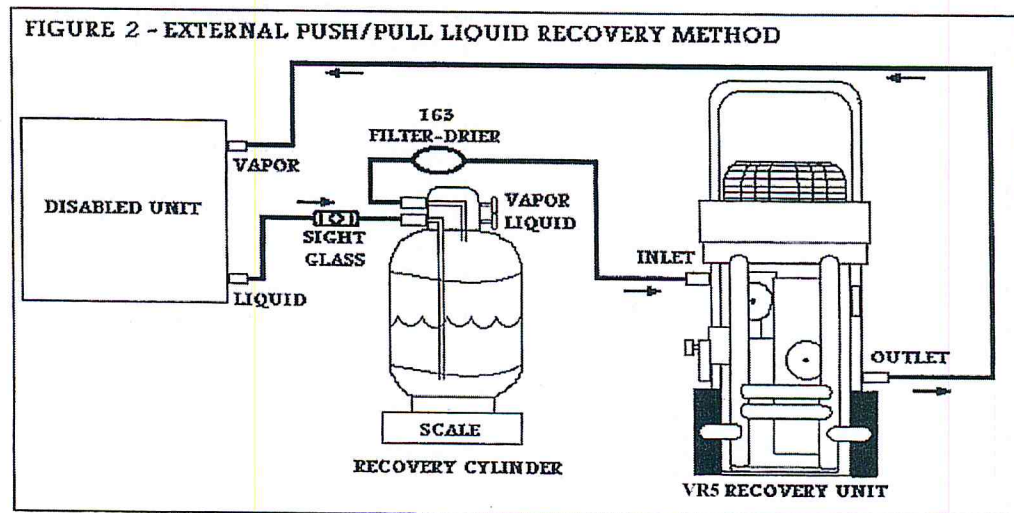 FIGURE 2 - EXTERNAL PUSH/PULL LIQUID RECOVERY METHOD
163
FILTER-DRIER
VAPOR
DISABLED UNIT
VAPOR
LIQUID
SIGHT
GLASS
INLET
LIQUID
OUTLET
SCALE
RECOVERY CYLINDER
VR5 RECOVERY UNIT